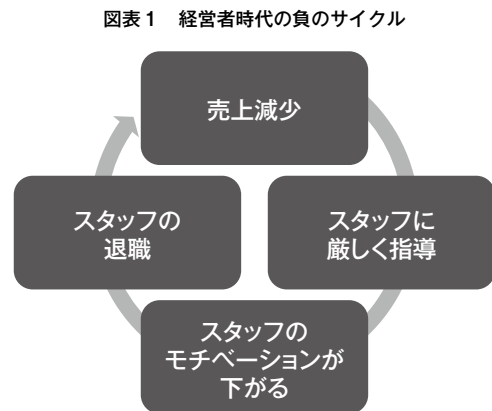 図表1　経営者時代の負のサイクル
売上減少
スタッフに
厳しく指導
スタッフの
モチベーションが
下がる
スタッフの
退職